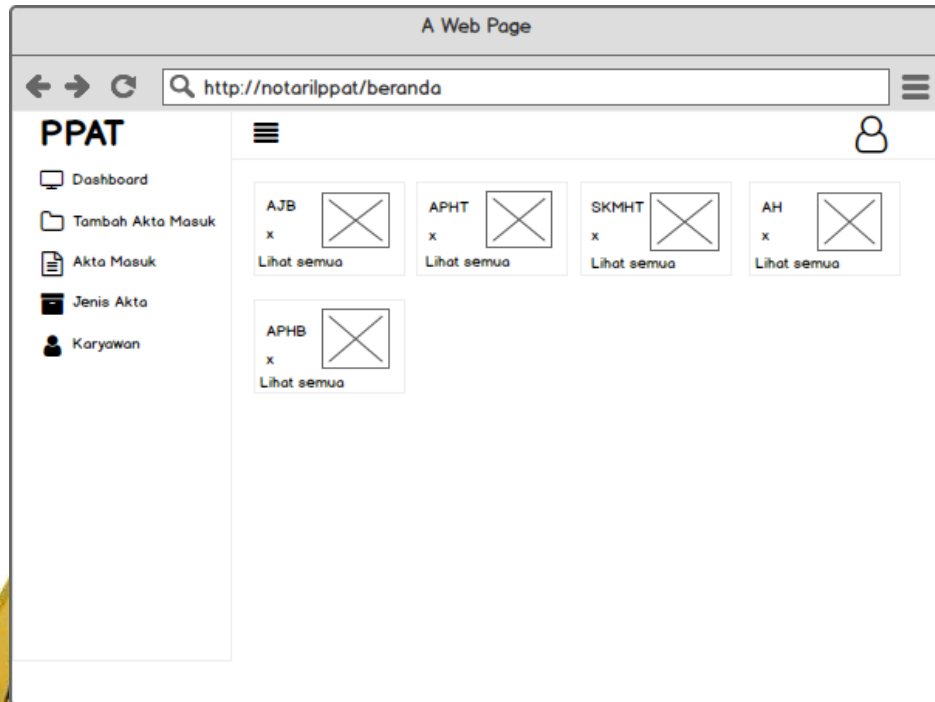 A Web Page
http://notarilppat/beranda
PPAT
Dashboard
Tambah Akta Masuk
Akta Masuk
Jenis Akta
Karyawan
AJB
x
Lihat semua
APHT
x
Lihat semua
SKMHT
x
Lihat semua
AH
x
Lihat semua
APHB
x
Lihat semua